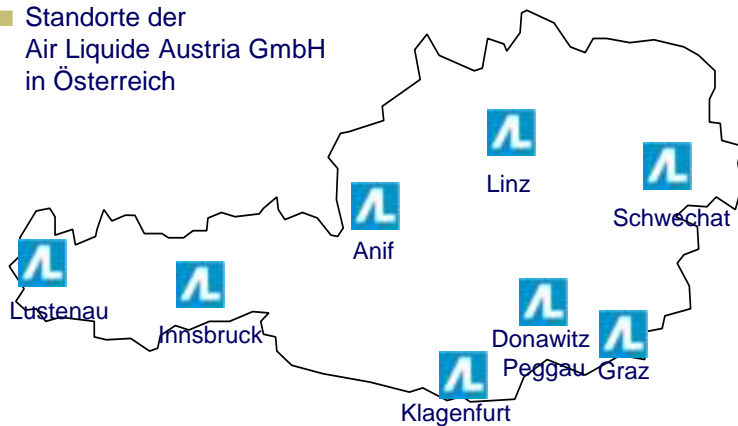 Standorte der
Air Liquide Austria GmbH
in Österreich
Linz
Schwechat
Anif
Lustenau
Innsbruck
Donawitz
Peggau
Graz
Klagenfurt